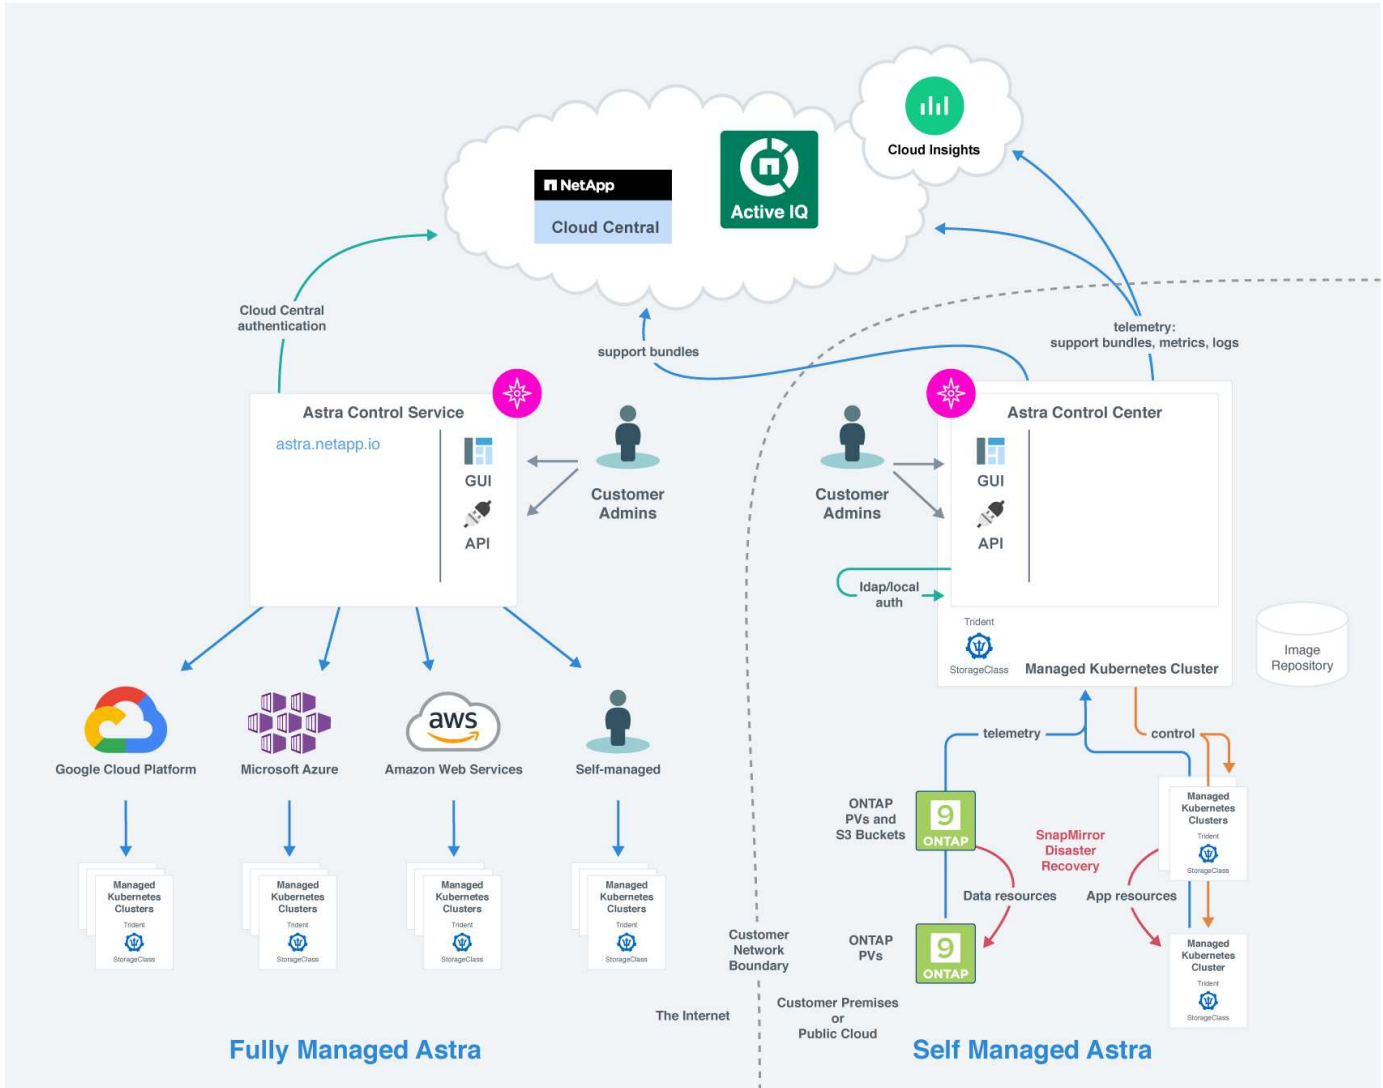 Cloud Insights
NetApp
Cloud Central
Active IQ
Cloud Central
authentication
support bundles
telemetry:
support bundles, metrics, logs
Astra Control Service
astra.netapp.io
GUI
API
Customer
Admins
Customer
Admins
Astra Control Center
GUI
API
ldap/local
auth
Trident
StorageClass
Managed Kubernetes Cluster
Image
Repository
Google Cloud Platform
Microsoft Azure
aws
Amazon Web Services
Self-managed
Managed
Kubernetes
Clusters
Trident
StorageClass
Managed
Kubernetes
Clusters
Trident
StorageClass
Managed
Kubernetes
Clusters
Trident
StorageClass
Managed
Kubernetes
Clusters
Trident
StorageClass
telemetry
control
ONTAP
PVs and
S3 Buckets
9
ONTAP
SnapMirror
Disaster
Recovery
Managed
Kubernetes
Clusters
Trident
StorageClass
Data resources
App resources
ONTAP
PVs
9
ONTAP
Managed
Kubernetes
Cluster
Trident
StorageClass
Customer
Network
Boundary
The Internet
Customer Premises
or
Public Cloud
Fully Managed Astra
Self Managed Astra